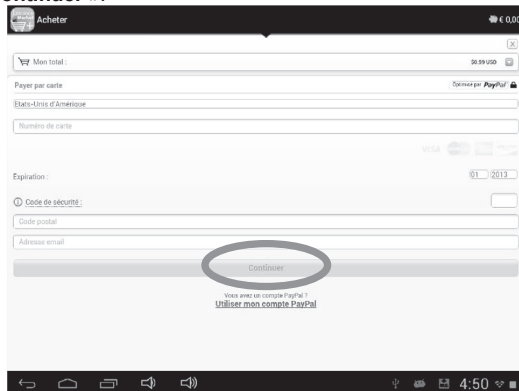 Acheter
€ 0,00
X
Mon total :
$0.99 USD
Payer par carte
Optimisé par PayPal
Etats-Unis d'Amérique
Numéro de carte
VISA
Expiration :
01 2013
Code de sécurité :
Code postal
Adresse email
Continuer
Vous avez un compte PayPal ?
Utiliser mon compte PayPal
4:50